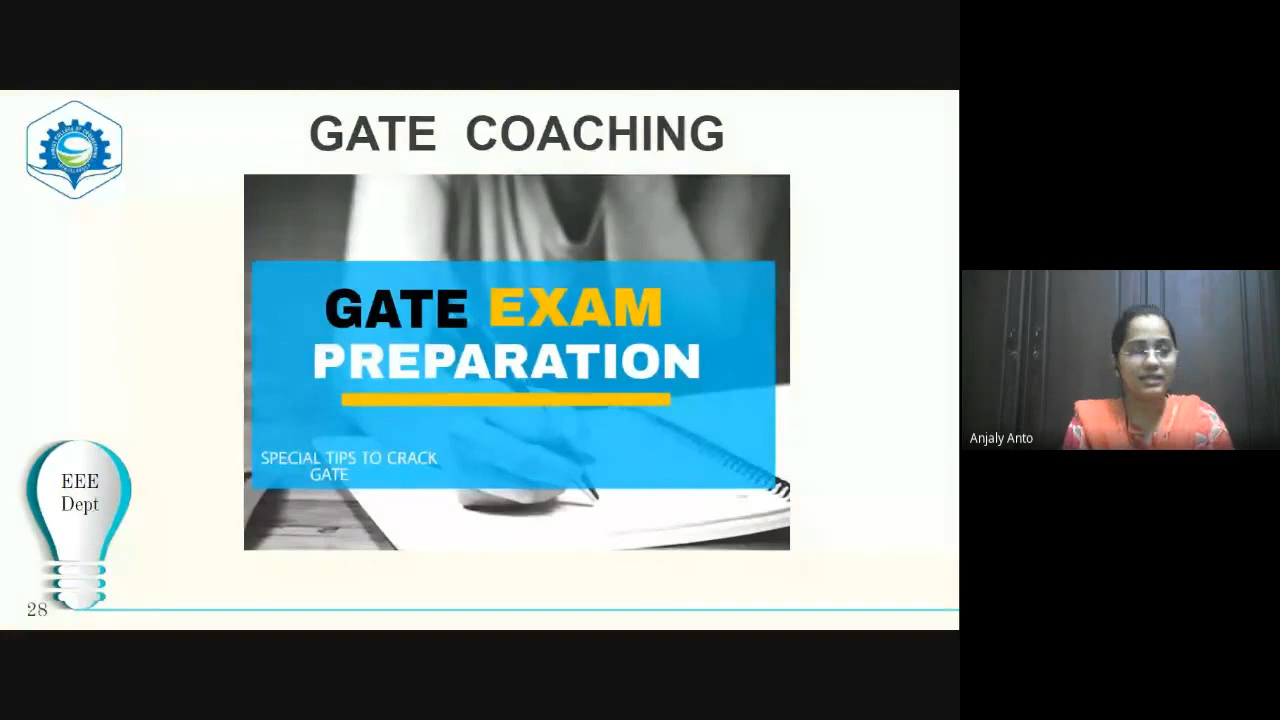 GATE COACHING
GATE EXAM
PREPARATION
SPECIAL TIPS TO CRACK
GATE
EEE
Dept
28
Anjaly Anto